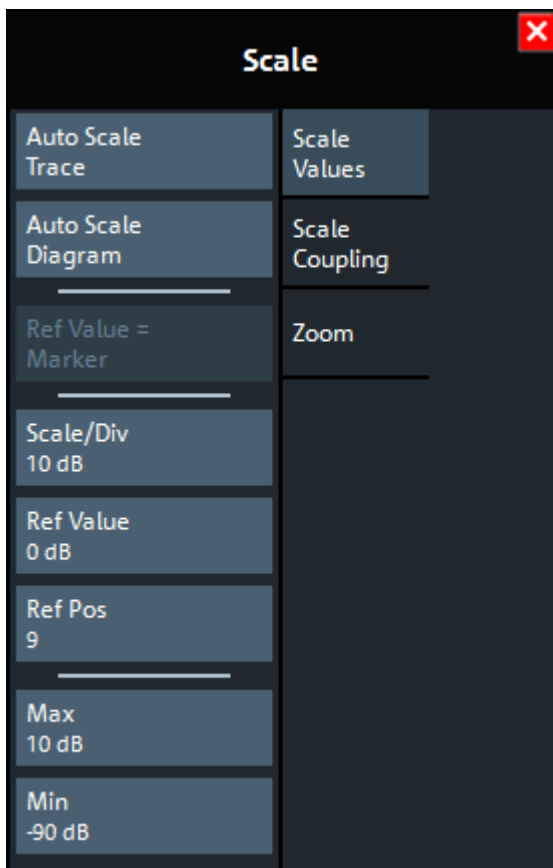 Scale
Auto Scale
Trace
Auto Scale
Diagram
Ref Value =
Marker
Scale/Div
10 dB
Ref Value
0 dB
Ref Pos
9
Max
10 dB
Min
-90 dB
Scale
Values
Scale
Coupling
Zoom